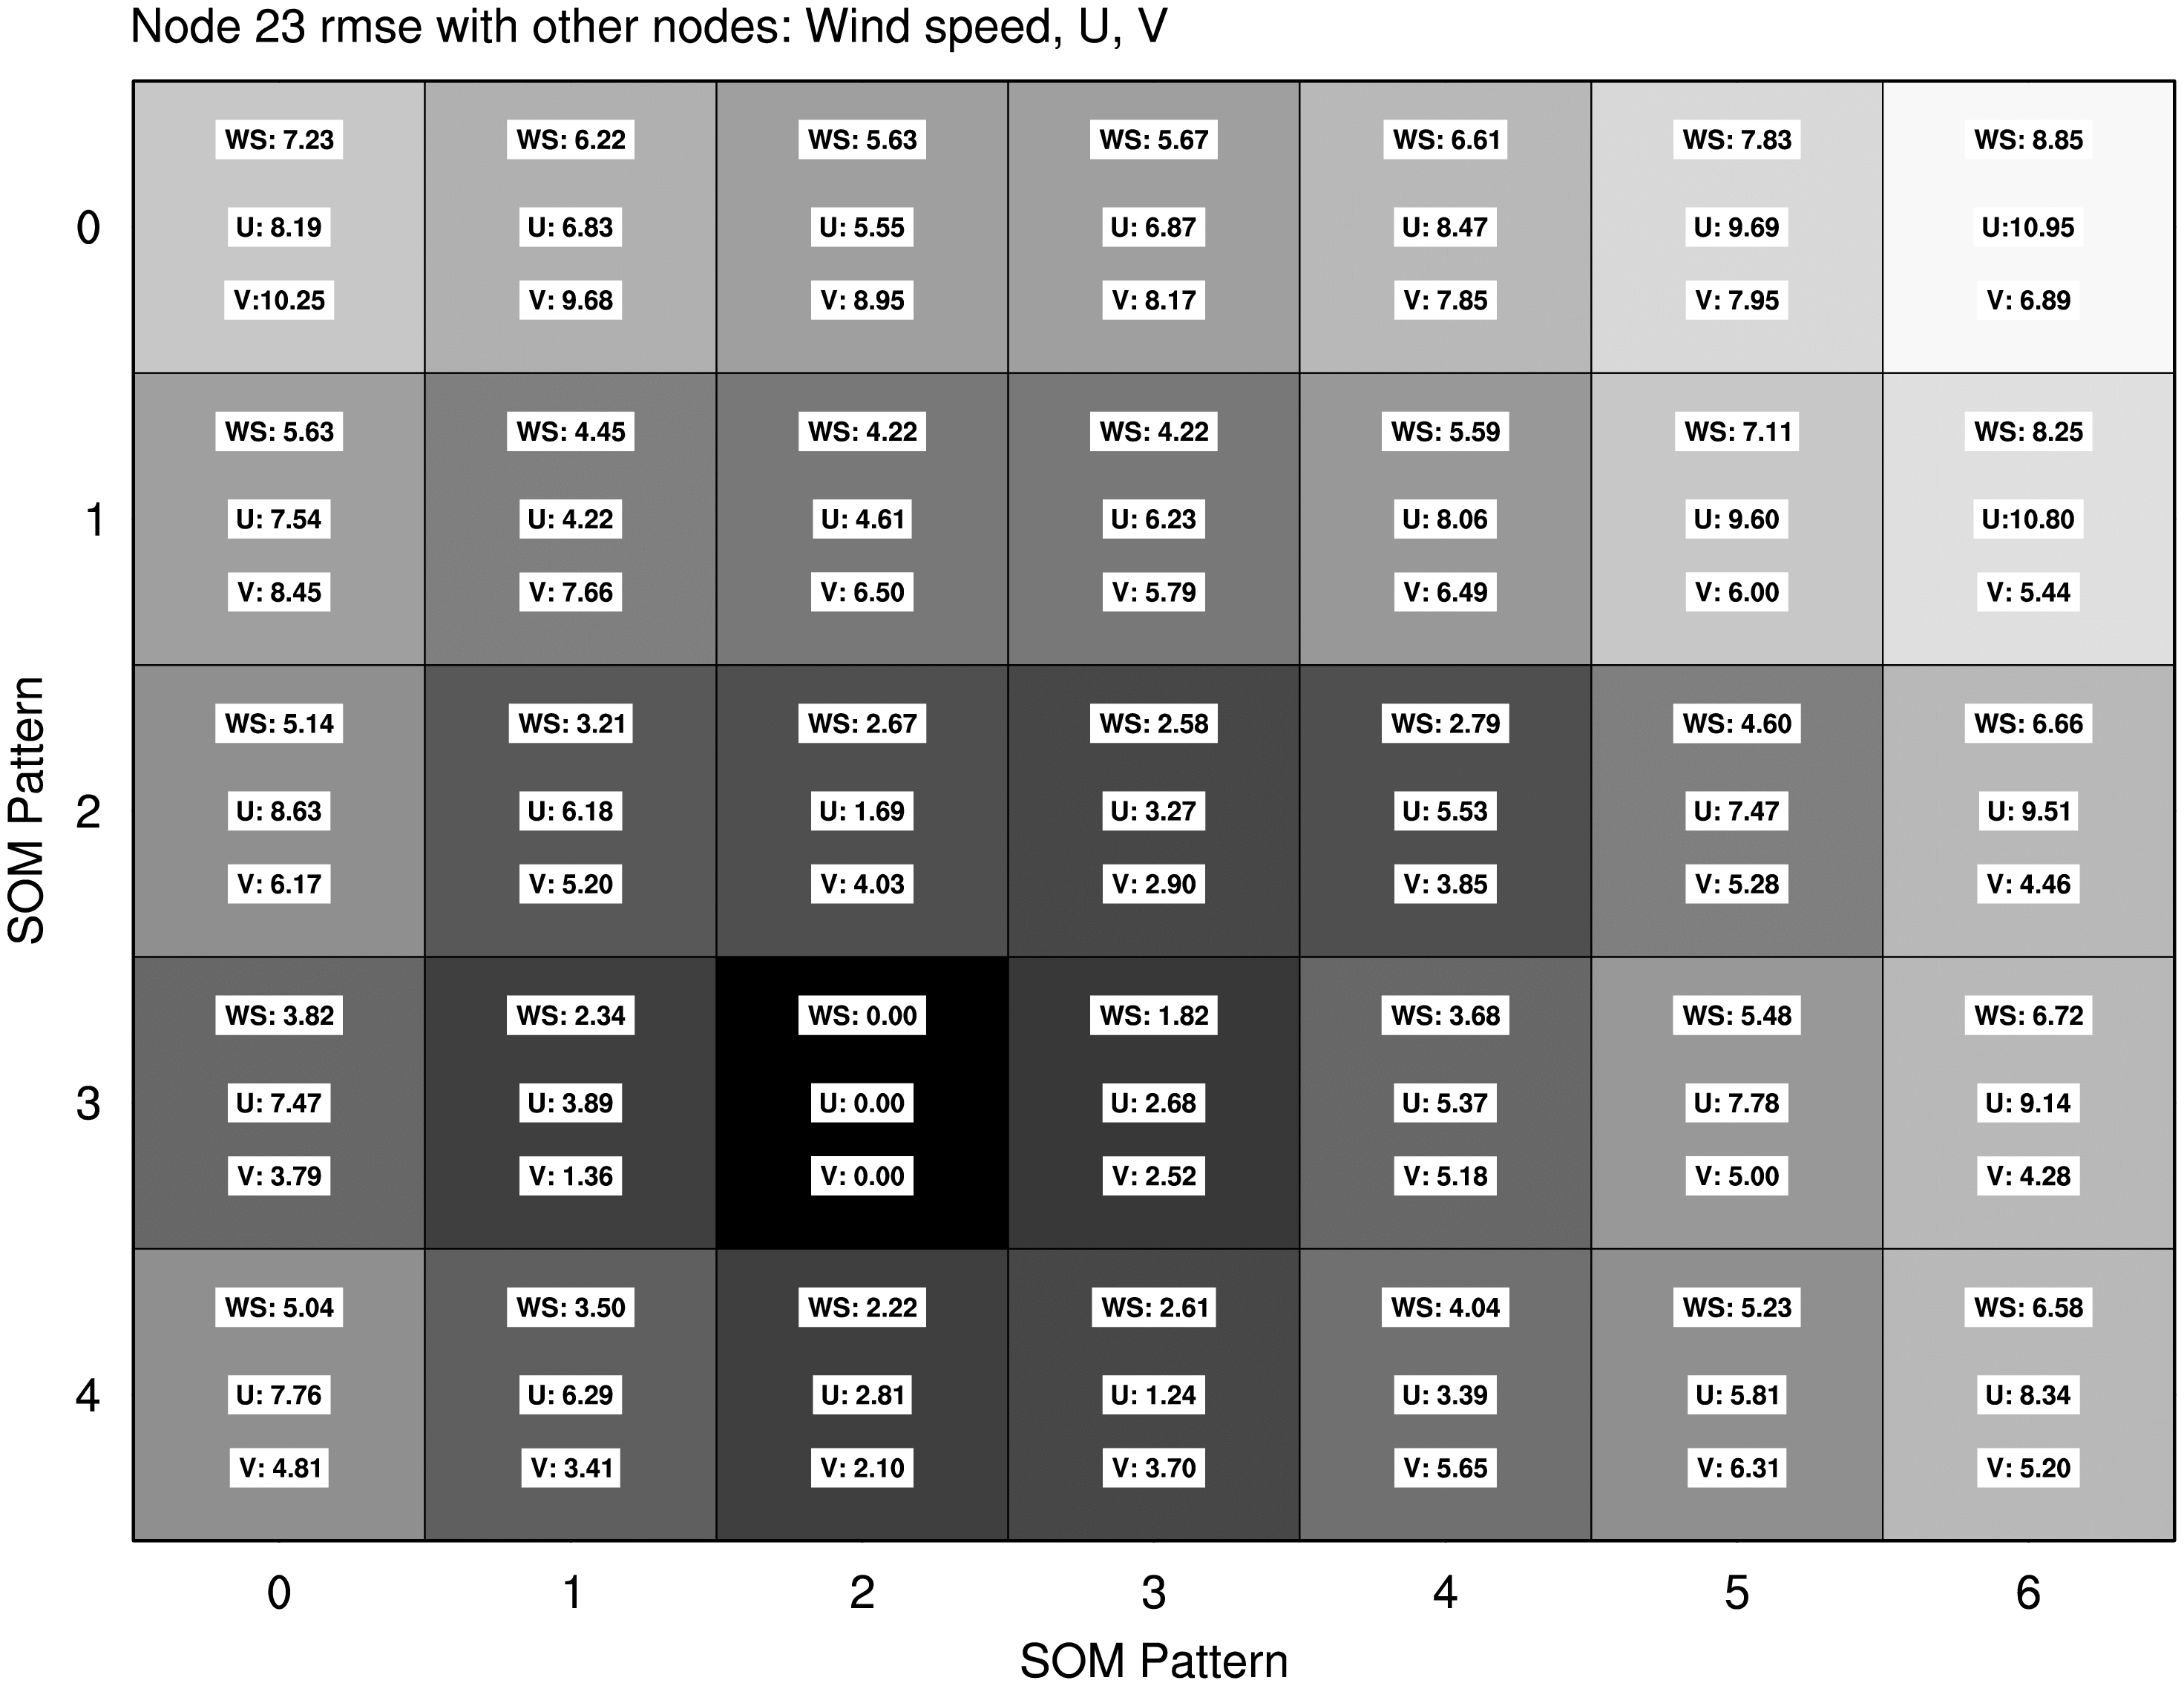 Node 23 rmse with other nodes: Wind speed, U, V
WS: 7.23 WS: 6.22 WS: 5.63 WS: 5.67 WS: 6.61 WS: 7.83 WS: 8.85
0 U: 8.19 U: 6.83 U: 5.55 U: 6.87 U: 8.47 U: 9.69 U:10.95
V:10.25 V: 9.68 V: 8.95 V: 8.17 V: 7.85 V: 7.95 V: 6.89
WS: 5.63 WS: 4.45 WS: 4.22 WS: 4.22 WS: 5.59 WS: 7.11 WS: 8.25
1 U: 7.54 U: 4.22 U: 4.61 U: 6.23 U: 8.06 U: 9.60 U:10.80
V: 8.45 V: 7.66 V: 6.50 V: 5.79 V: 6.49 V: 6.00 V: 5.44
WS: 5.14 WS: 3.21 WS: 2.67 WS: 2.58 WS: 2.79 WS: 4.60 WS: 6.66
2 U: 8.63 U: 6.18 U: 1.69 U: 3.27 U: 5.53 U: 7.47 U: 9.51
V: 6.17 V: 5.20 V: 4.03 V: 2.90 V: 3.85 V: 5.28 V: 4.46
WS: 3.82 WS: 2.34 WS: 0.00 WS: 1.82 WS: 3.68 WS: 5.48 WS: 6.72
3 U: 7.47 U: 3.89 U: 0.00 U: 2.68 U: 5.37 U: 7.78 U: 9.14
V: 3.79 V: 1.36 V: 0.00 V: 2.52 V: 5.18 V: 5.00 V: 4.28
WS: 5.04 WS: 3.50 WS: 2.22 WS: 2.61 WS: 4.04 WS: 5.23 WS: 6.58
4 U: 7.76 U: 6.29 U: 2.81 U: 1.24 U: 3.39 U: 5.81 U: 8.34
V: 4.81 V: 3.41 V: 2.10 V: 3.70 V: 5.65 V: 6.31 V: 5.20
0 1 2 3 4 5 6
SOM Pattern
SOM Pattern